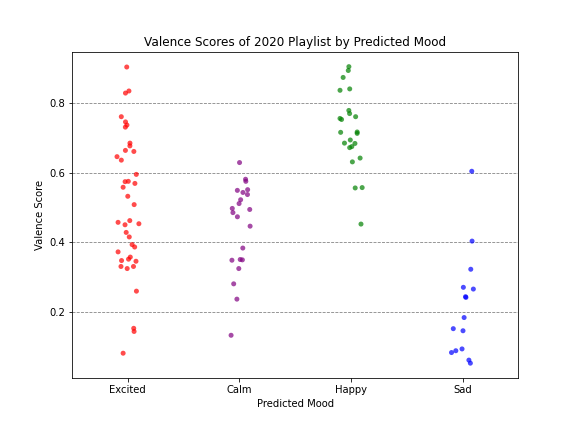 Valence Scores of 2020 Playlist by Predicted Mood
Valence Score
0.8
0.6
0.4
0.2
Excited Calm Happy Sad
Predicted Mood